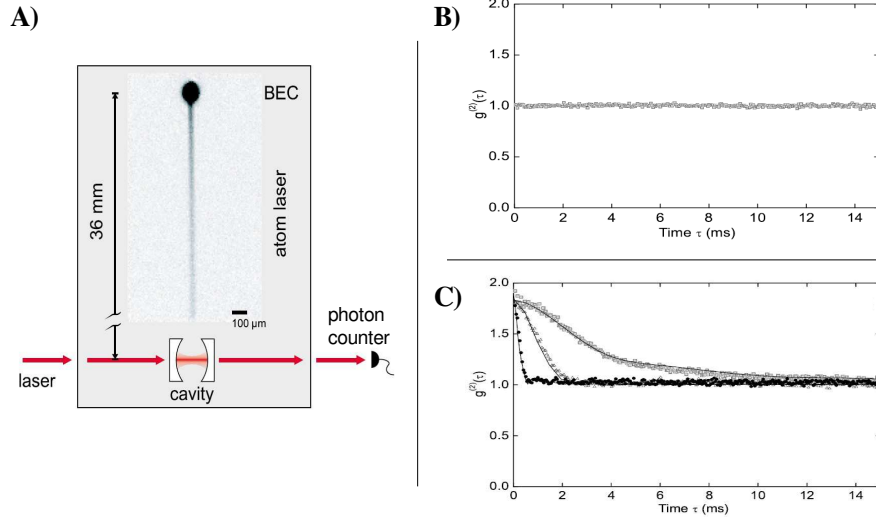 A)
BEC
36 mm
atom laser
100 µm
photon
counter
laser
cavity
B)
2.0
1.5
1.0
0.5
0.0
g(2)(τ)
0 2 4 6 8 10 12 14
Time τ (ms)
C)
2.0
1.5
1.0
0.5
0.0
g(2)(τ)
0 2 4 6 8 10 12 14
Time τ (ms)